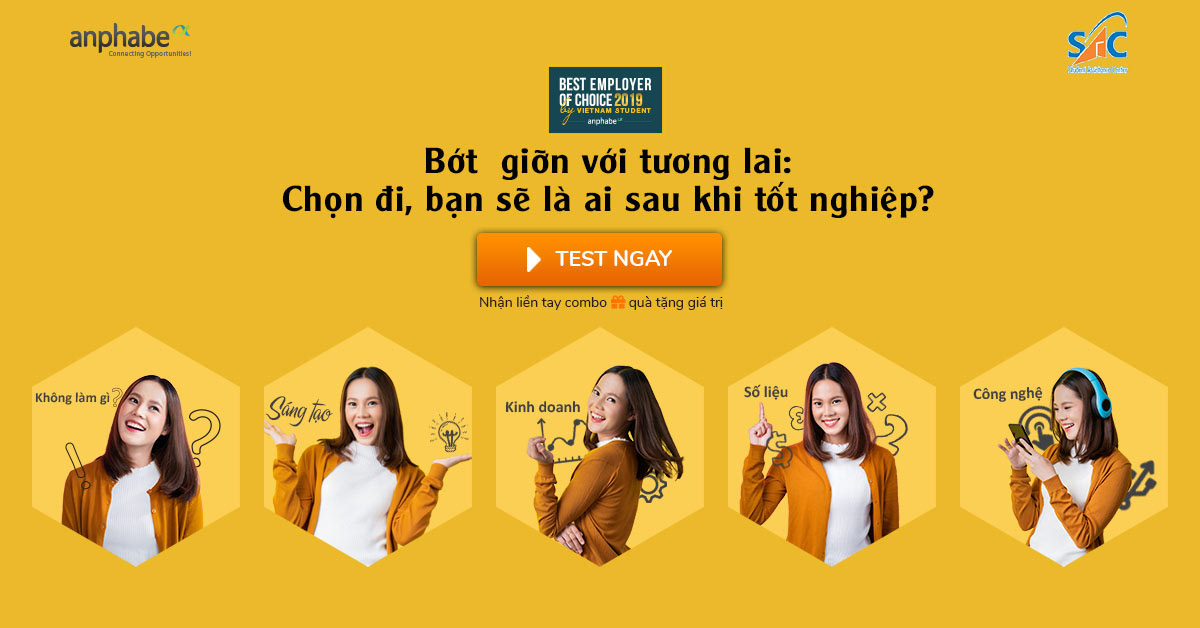 anphabe
Connecting Opportunities!
SAC
BEST EMPLOYER
OF CHOICE 2019
by VIETNAM STUDENT
anphabe
Bớt giỡn với tương lai:
Chọn đi, bạn sẽ là ai sau khi tốt nghiệp?
TEST NGAY
Nhận liền tay combo quà tặng giá trị
Không làm gì ?
Sáng tạo
Kinh doanh
Số liệu
Công nghệ